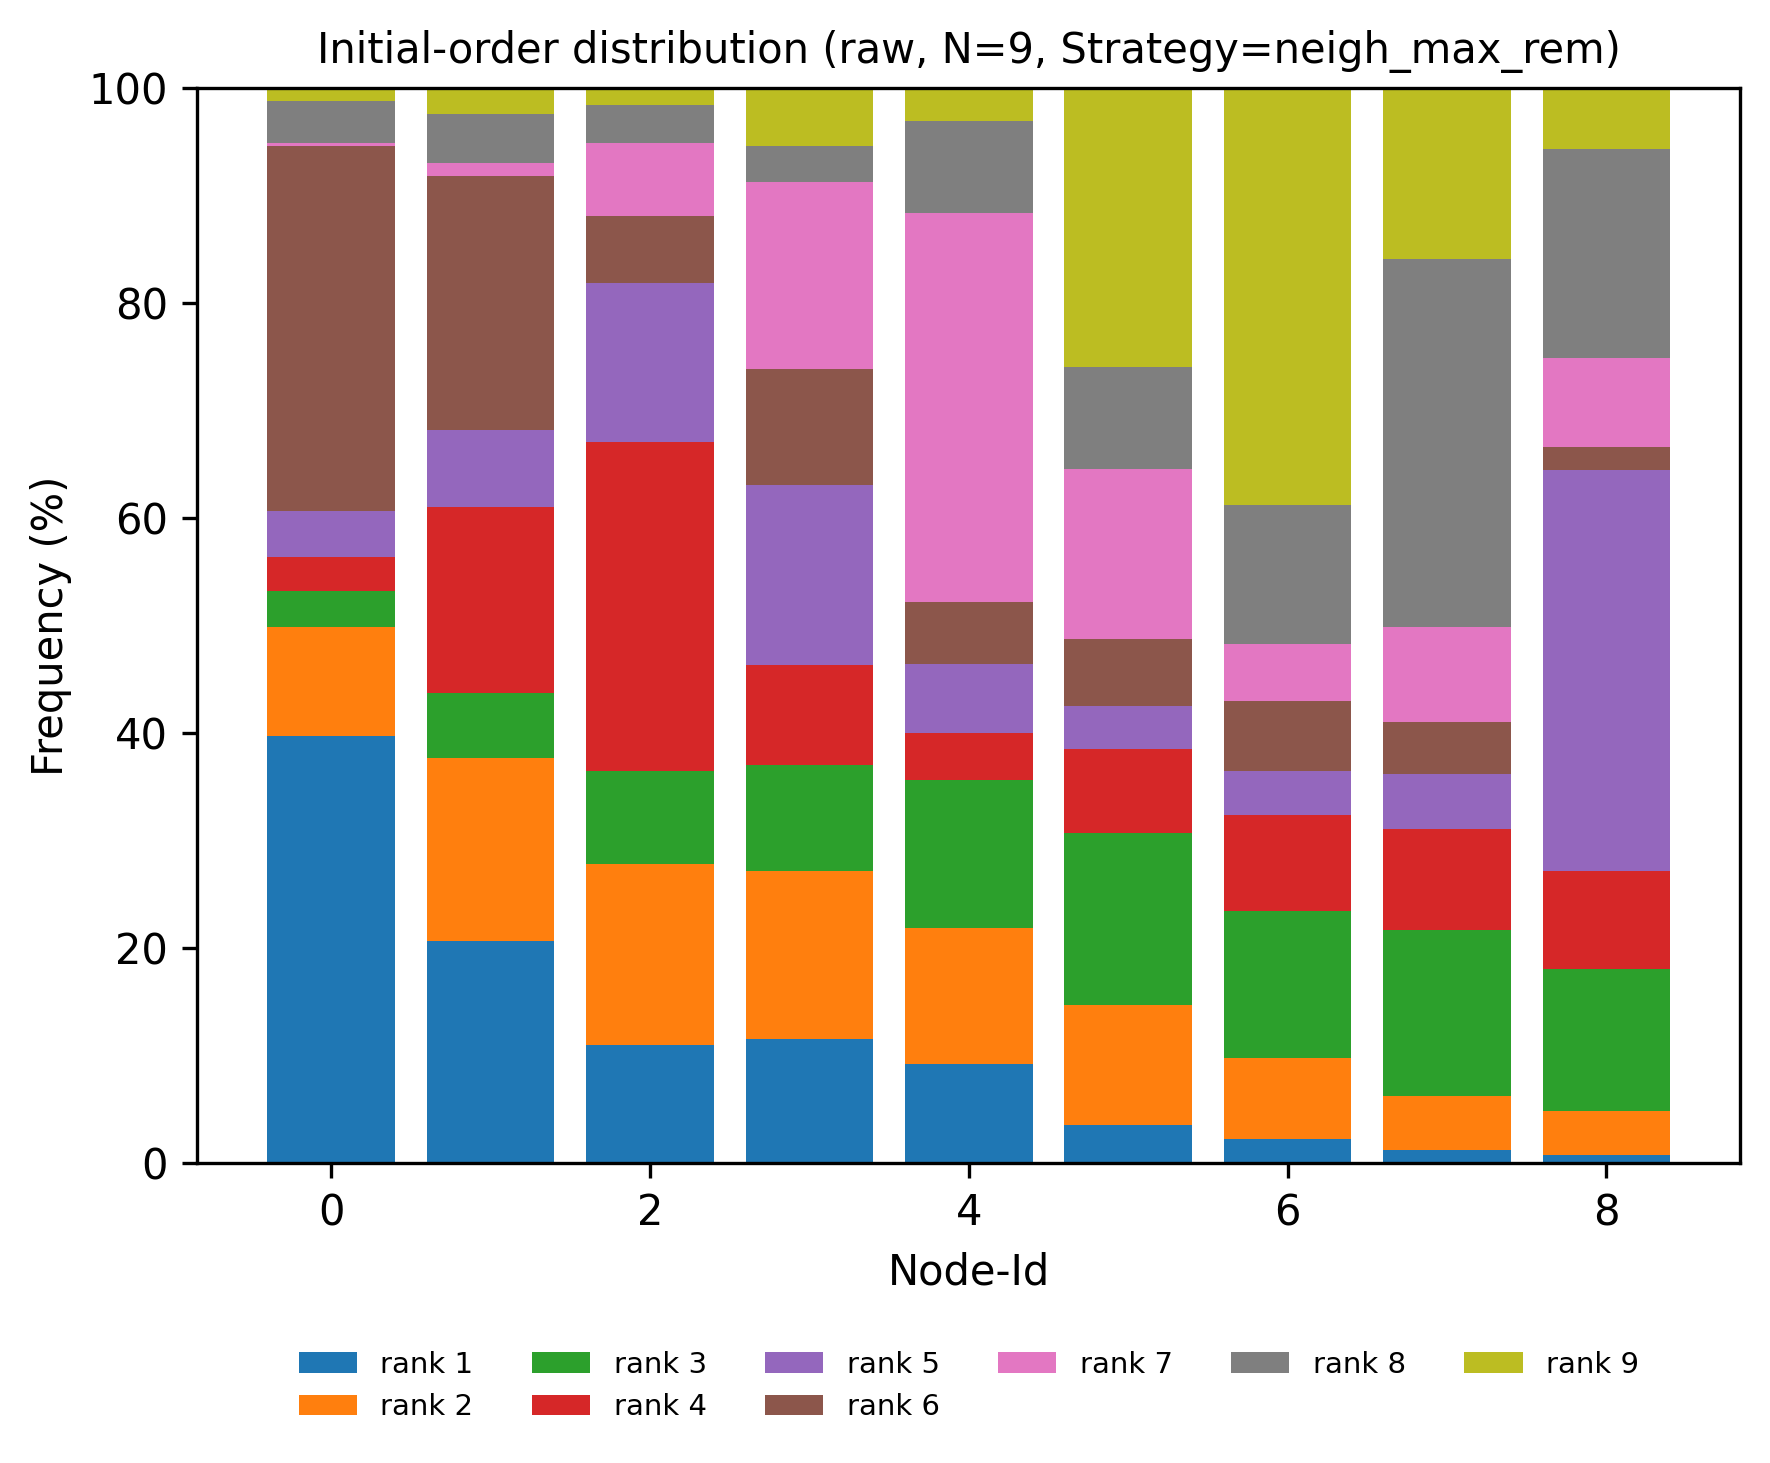 Initial-order distribution (raw, N=9, Strategy=neigh_max_rem)
100
80
60
40
20
0
Frequency (%)
0 2 4 6 8
Node-Id
rank 1 rank 3 rank 5 rank 7 rank 8 rank 9
rank 2 rank 4 rank 6